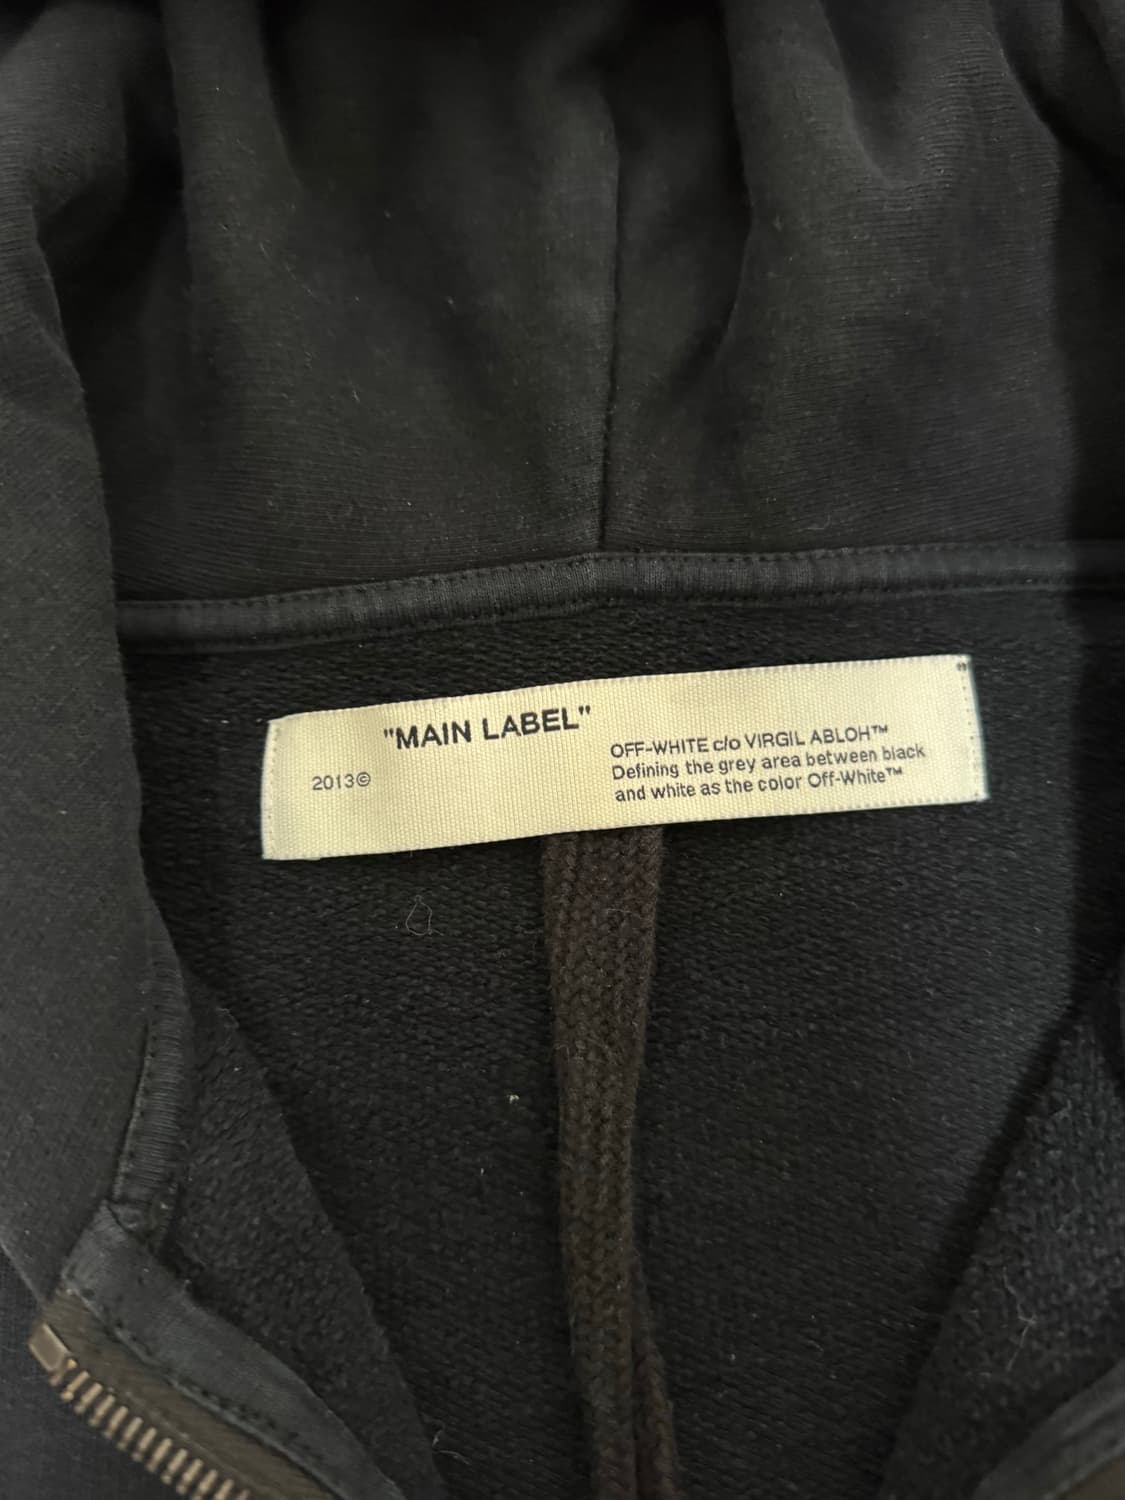 "MAIN LABEL"
2013©
OFF-WHITE c/o VIRGIL ABLOH™
Defining the grey area between black
and white as the color Off-White™